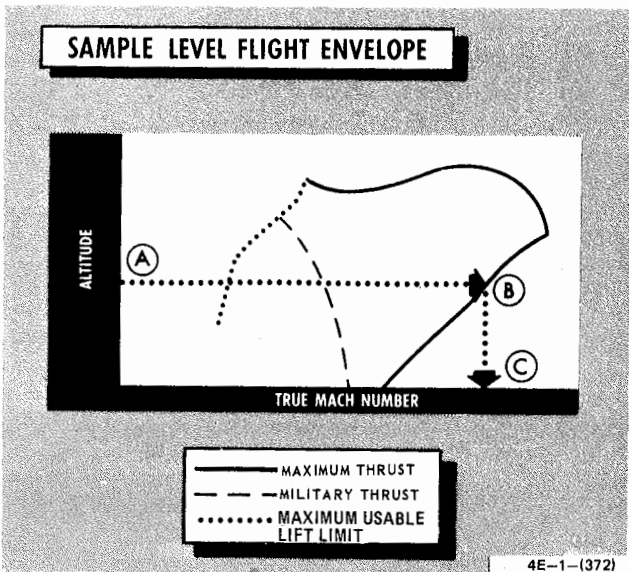 SAMPLE LEVEL FLIGHT ENVELOPE
ALTITUDE
A
B
C
TRUE MACH NUMBER
MAXIMUM THRUST
MILITARY THRUST
MAXIMUM USABLE
LIFT LIMIT
4E-1-(372)